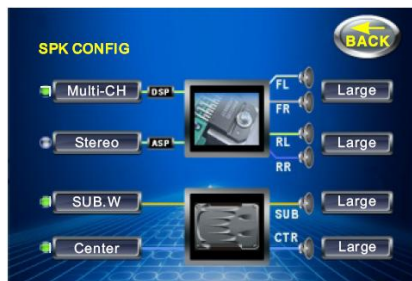 SPK CONFIG
BACK
Multi-CH DSP FL FR Large
Stereo ASP RL RR Large
SUB.W SUB Large
Center CTR Large